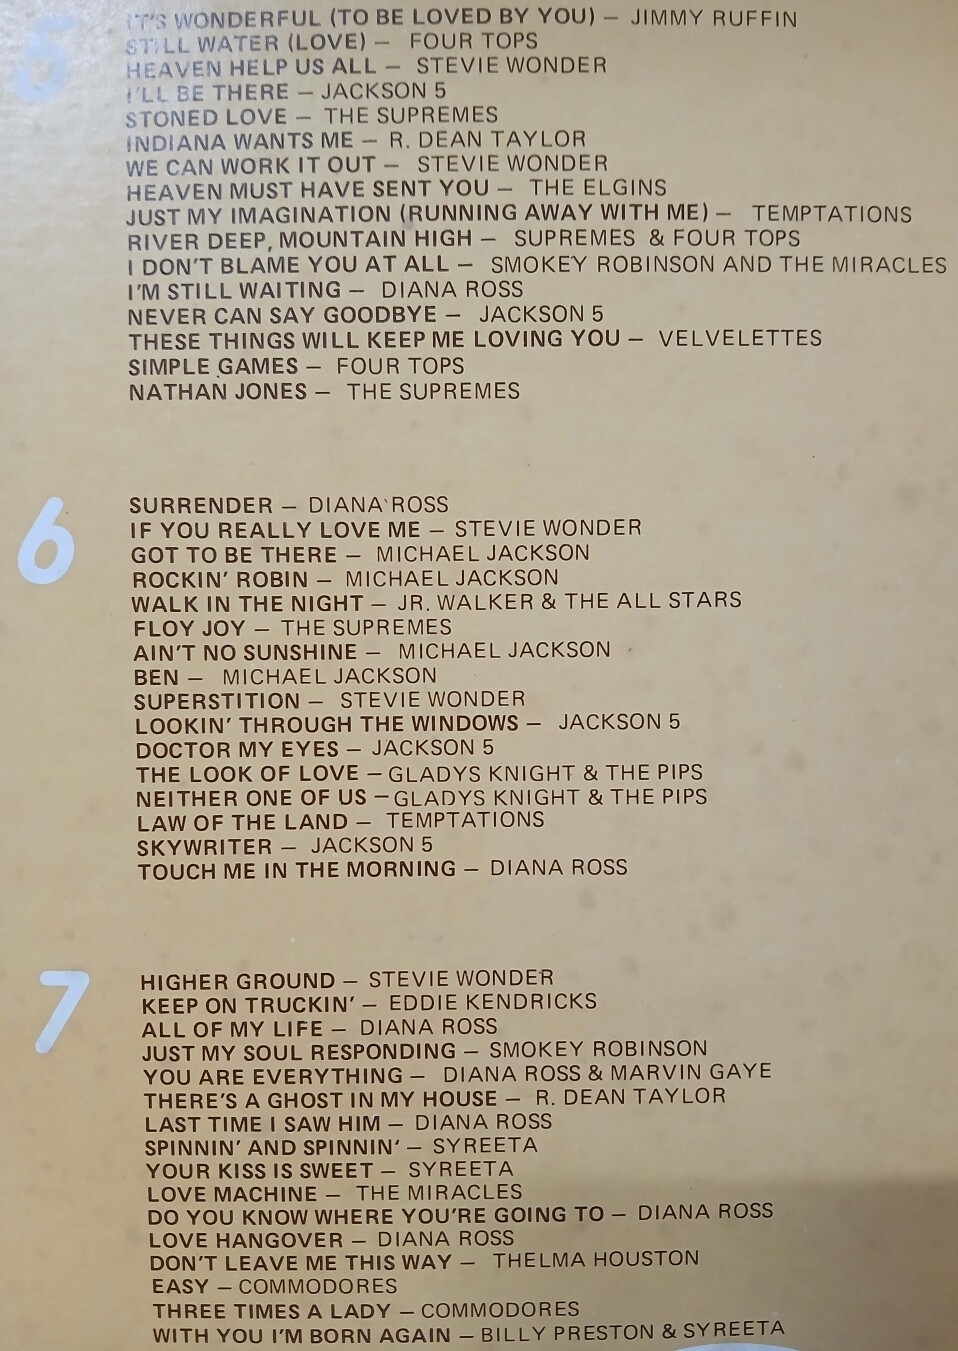 5
IT'S WONDERFUL (TO BE LOVED BY YOU) – JIMMY RUFFIN
STILL WATER (LOVE) – FOUR TOPS
HEAVEN HELP US ALL – STEVIE WONDER
I'LL BE THERE – JACKSON 5
STONED LOVE – THE SUPREMES
INDIANA WANTS ME – R. DEAN TAYLOR
WE CAN WORK IT OUT – STEVIE WONDER
HEAVEN MUST HAVE SENT YOU – THE ELGINS
JUST MY IMAGINATION (RUNNING AWAY WITH ME) – TEMPTATIONS
RIVER DEEP, MOUNTAIN HIGH – SUPREMES & FOUR TOPS
I DON'T BLAME YOU AT ALL – SMOKEY ROBINSON AND THE MIRACLES
I'M STILL WAITING – DIANA ROSS
NEVER CAN SAY GOODBYE – JACKSON 5
THESE THINGS WILL KEEP ME LOVING YOU – VELVELETTES
SIMPLE GAMES – FOUR TOPS
NATHAN JONES – THE SUPREMES
6
SURRENDER – DIANA ROSS
IF YOU REALLY LOVE ME – STEVIE WONDER
GOT TO BE THERE – MICHAEL JACKSON
ROCKIN' ROBIN – MICHAEL JACKSON
WALK IN THE NIGHT – JR. WALKER & THE ALL STARS
FLOY JOY – THE SUPREMES
AIN'T NO SUNSHINE – MICHAEL JACKSON
BEN – MICHAEL JACKSON
SUPERSTITION – STEVIE WONDER
LOOKIN' THROUGH THE WINDOWS – JACKSON 5
DOCTOR MY EYES – JACKSON 5
THE LOOK OF LOVE – GLADYS KNIGHT & THE PIPS
NEITHER ONE OF US – GLADYS KNIGHT & THE PIPS
LAW OF THE LAND – TEMPTATIONS
SKYWRITER – JACKSON 5
TOUCH ME IN THE MORNING – DIANA ROSS
7
HIGHER GROUND – STEVIE WONDER
KEEP ON TRUCKIN' – EDDIE KENDRICKS
ALL OF MY LIFE – DIANA ROSS
JUST MY SOUL RESPONDING – SMOKEY ROBINSON
YOU ARE EVERYTHING – DIANA ROSS & MARVIN GAYE
THERE'S A GHOST IN MY HOUSE – R. DEAN TAYLOR
LAST TIME I SAW HIM – DIANA ROSS
SPINNIN' AND SPINNIN' – SYREETA
YOUR KISS IS SWEET – SYREETA
LOVE MACHINE – THE MIRACLES
DO YOU KNOW WHERE YOU'RE GOING TO – DIANA ROSS
LOVE HANGOVER – DIANA ROSS
DON'T LEAVE ME THIS WAY – THELMA HOUSTON
EASY – COMMODORES
THREE TIMES A LADY – COMMODORES
WITH YOU I'M BORN AGAIN – BILLY PRESTON & SYREETA